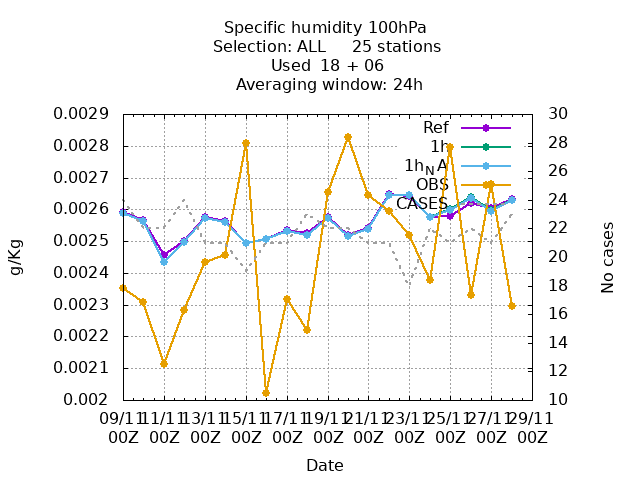 Specific humidity 100hPa
Selection: ALL 25 stations
Used 18 + 06
Averaging window: 24h
0.0029
0.0028
0.0027
0.0026
0.0025
0.0024
0.0023
0.0022
0.0021
0.002
g/Kg
30
28
26
24
22
20
18
16
14
12
10
No cases
Ref
1h
1h_N A
OBS
CASES
09/11 11/11 13/11 15/11 17/11 19/11 21/11 23/11 25/11 27/11 29/11
00Z 00Z 00Z 00Z 00Z 00Z 00Z 00Z 00Z 00Z 00Z
Date